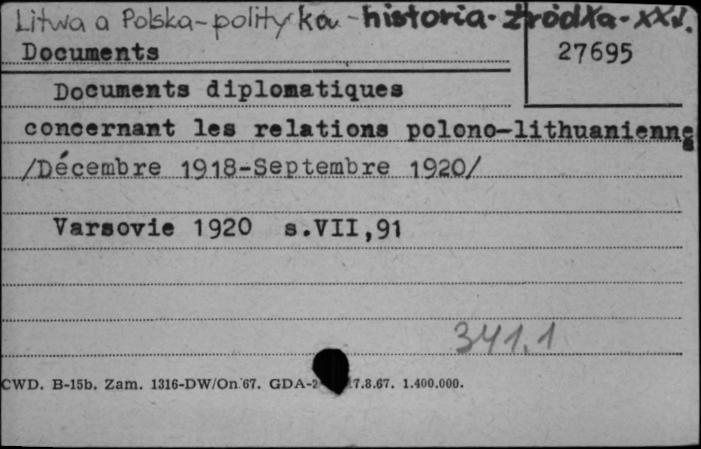 Litwa a Polska - polityka - historia - źródła - XX w.
Documents
27695
Documents diplomatiques
concernant les relations polono-lithuaniennes
/Décembre 1918-Septembre 1920/
Varsovie 1920 s.VII,91
341.1
CWD. B-15b. Zam. 1316-DW/On 67. GDA-2 17.8.67. 1.400.000.